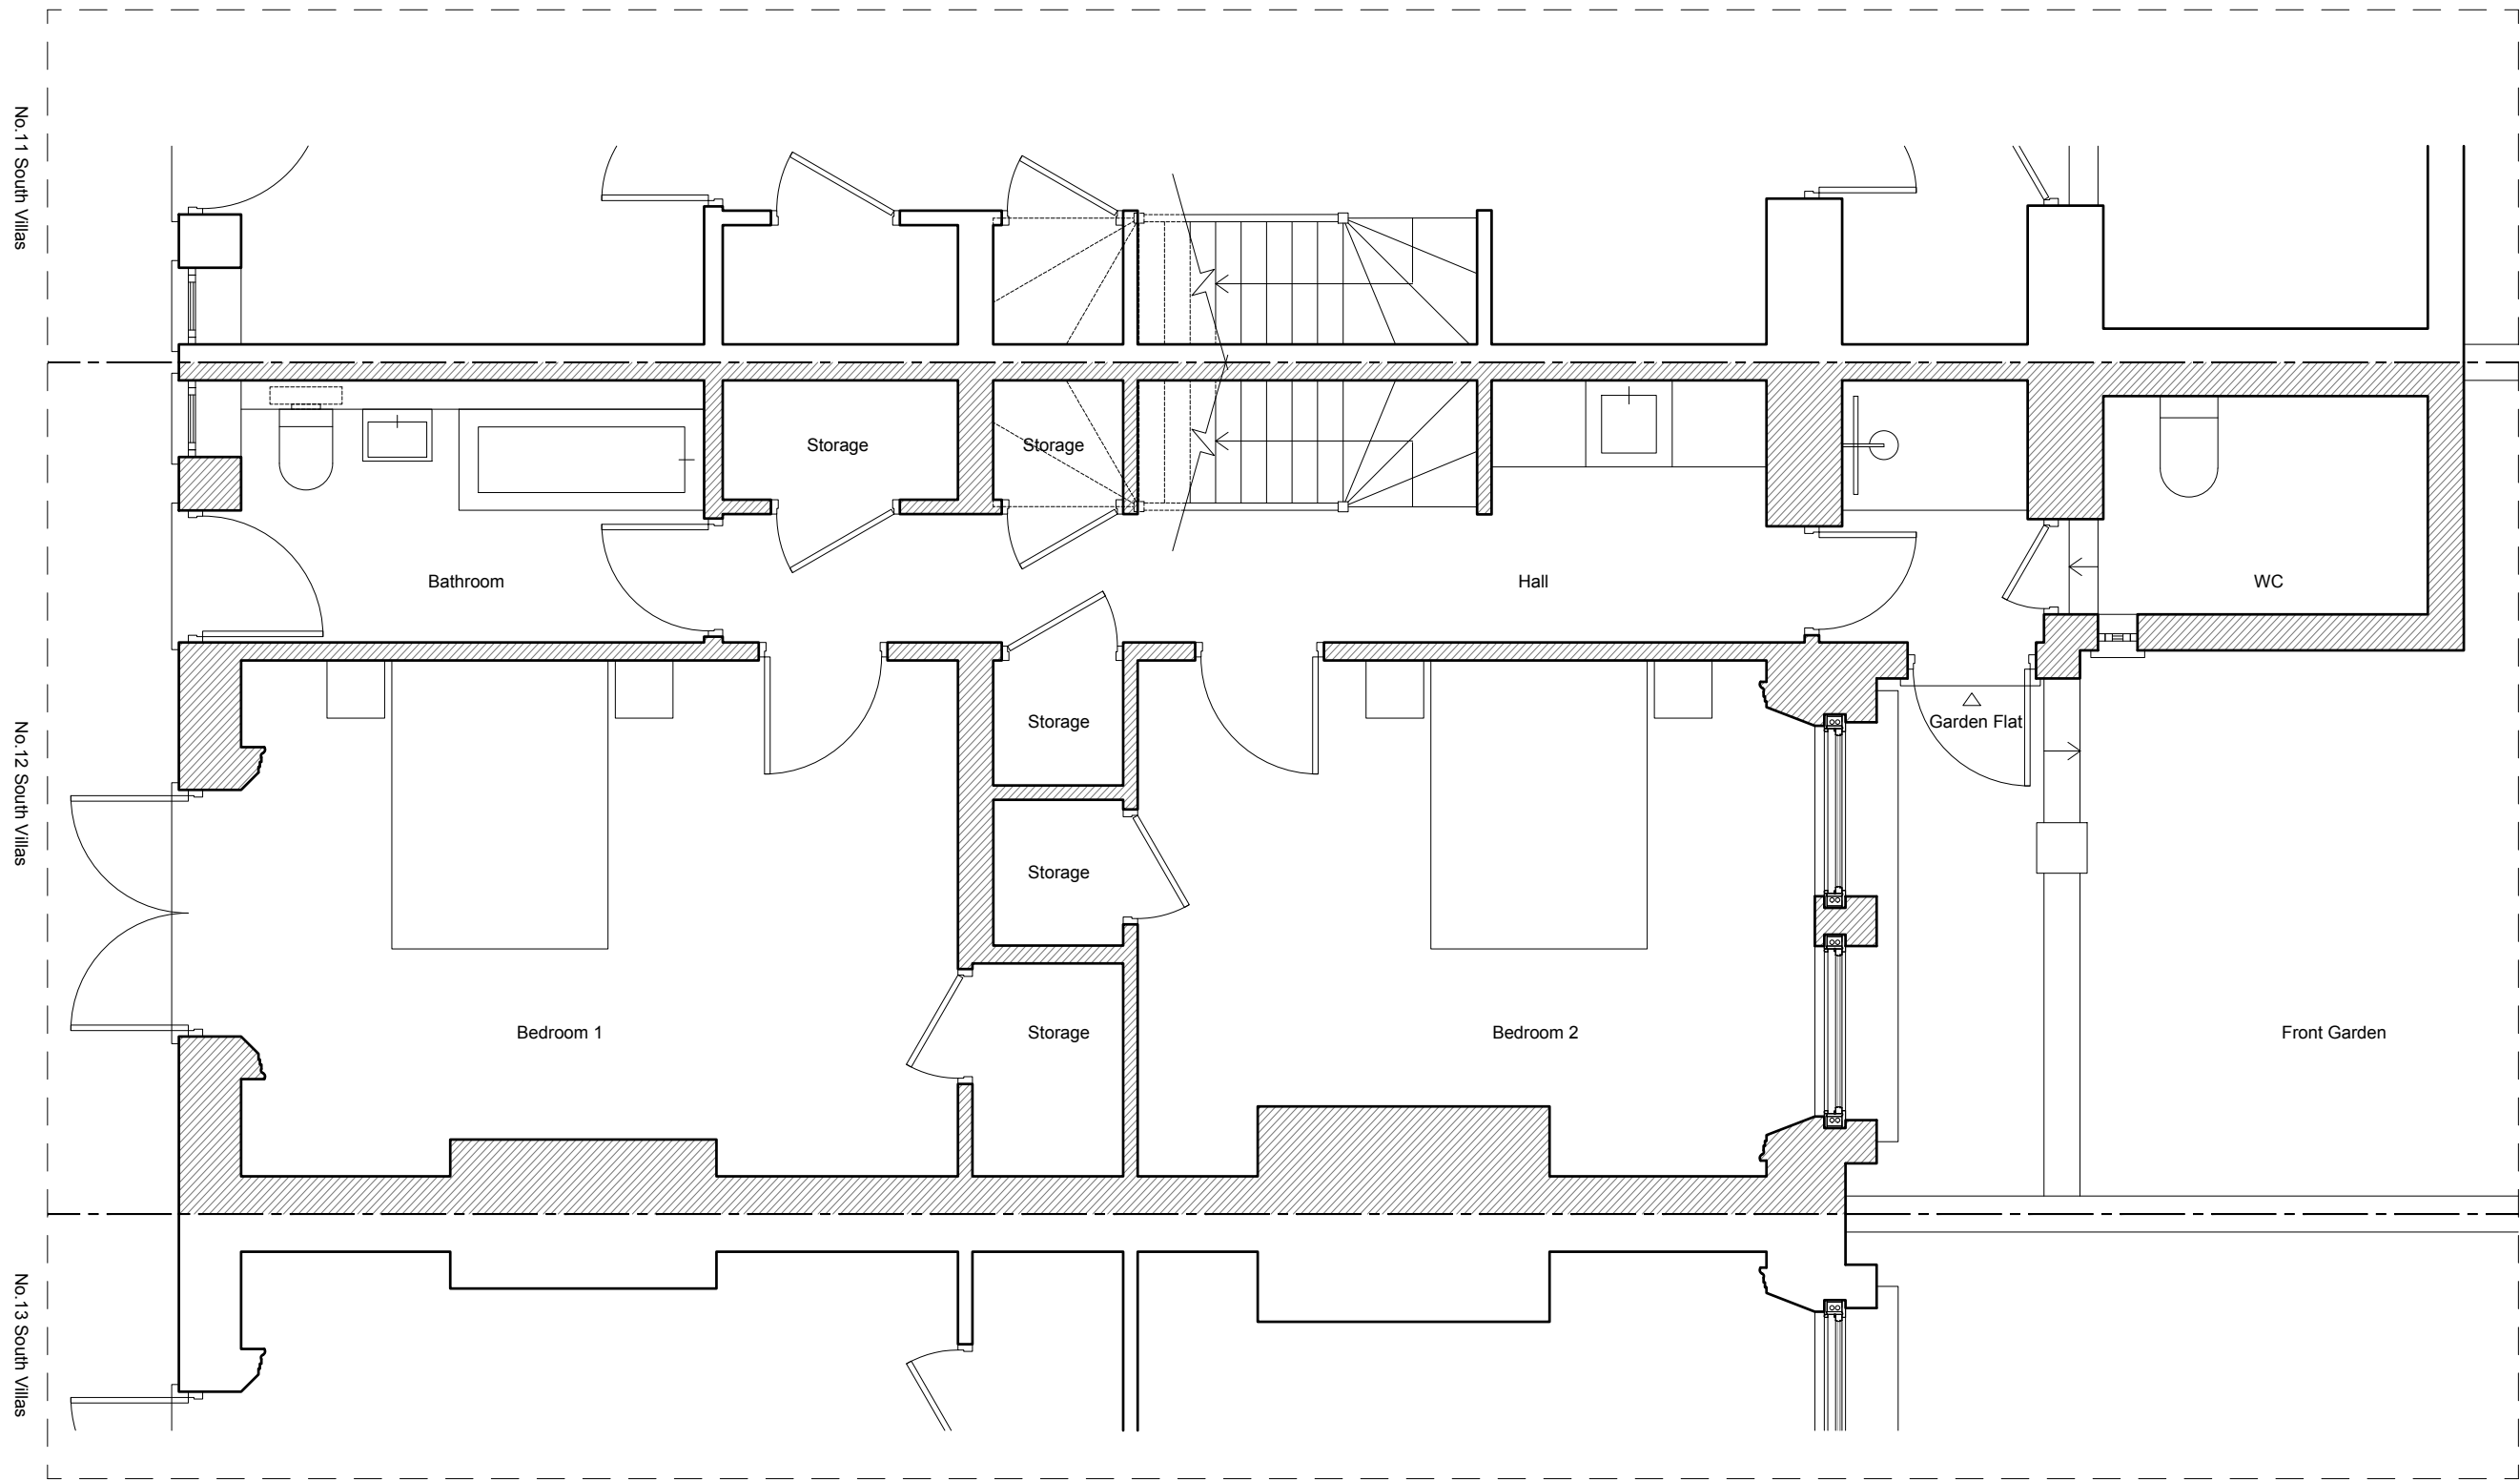 No.11 South Villas
Storage
Storage
Bathroom
Hall
WC
No.12 South Villas
Storage
Garden Flat
Storage
Bedroom 1
Storage
Bedroom 2
Front Garden
No.13 South Villas